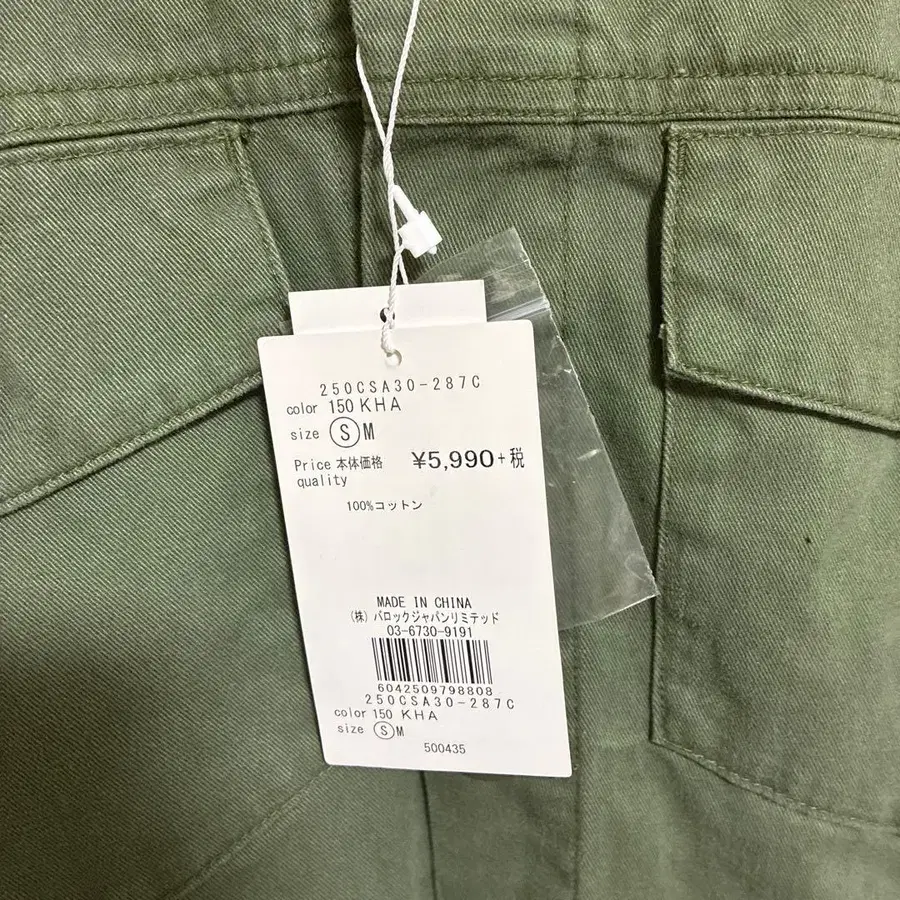 250CSA30-287C
color 150 KHA
size S M
Price 本体価格 ¥5,990+税
quality
100%コットン
MADE IN CHINA
(株)バロックジャパンリミテッド
03-6730-9191
6042509798808
250CSA30-287C
color 150 KHA
size S M
500435